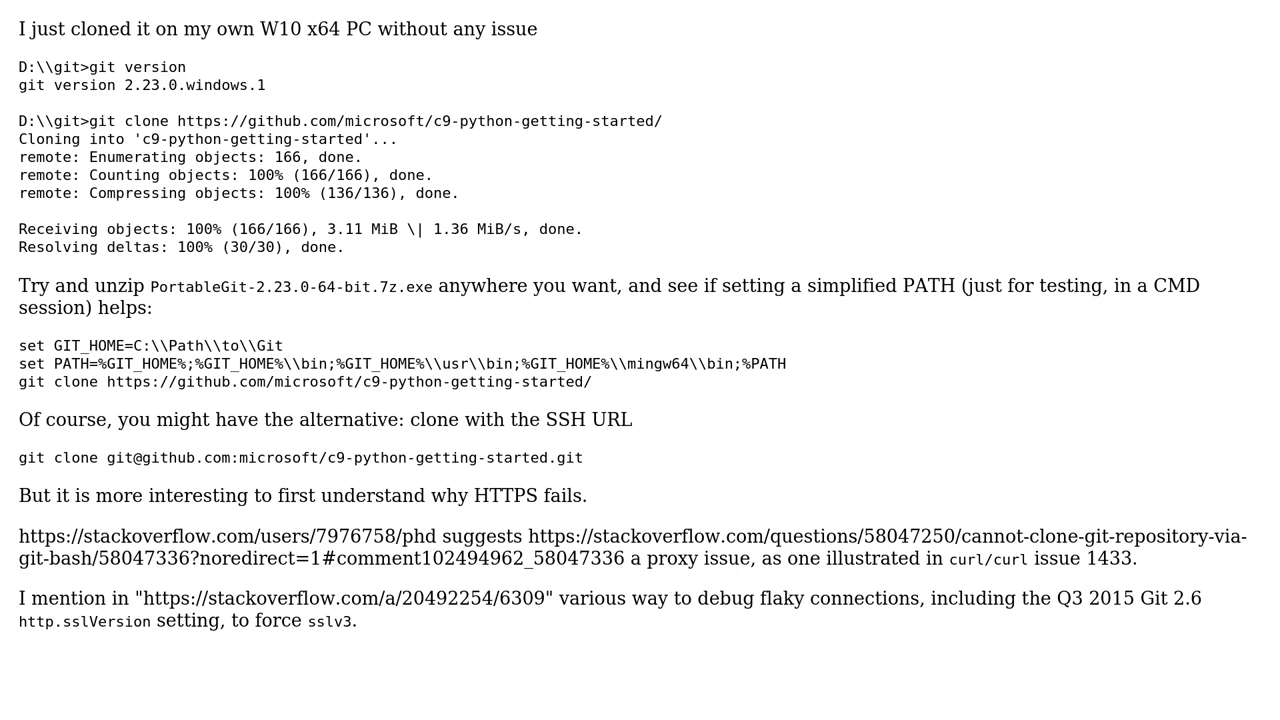 I just cloned it on my own W10 x64 PC without any issue
D:\\git>git version
git version 2.23.0.windows.1
D:\\git>git clone https://github.com/microsoft/c9-python-getting-started/
Cloning into 'c9-python-getting-started'...
remote: Enumerating objects: 166, done.
remote: Counting objects: 100% (166/166), done.
remote: Compressing objects: 100% (136/136), done.
Receiving objects: 100% (166/166), 3.11 MiB \| 1.36 MiB/s, done.
Resolving deltas: 100% (30/30), done.
Try and unzip PortableGit-2.23.0-64-bit.7z.exe anywhere you want, and see if setting a simplified PATH (just for testing, in a CMD
session) helps:
set GIT_HOME=C:\\Path\\to\\Git
set PATH=%GIT_HOME%;%GIT_HOME%\\bin;%GIT_HOME%\\usr\\bin;%GIT_HOME%\\mingw64\\bin;%PATH
git clone https://github.com/microsoft/c9-python-getting-started/
Of course, you might have the alternative: clone with the SSH URL
git clone git@github.com:microsoft/c9-python-getting-started.git
But it is more interesting to first understand why HTTPS fails.
https://stackoverflow.com/users/7976758/phd suggests https://stackoverflow.com/questions/58047250/cannot-clone-git-repository-via-
git-bash/58047336?noredirect=1#comment102494962_58047336 a proxy issue, as one illustrated in curl/curl issue 1433.
I mention in "https://stackoverflow.com/a/20492254/6309" various way to debug flaky connections, including the Q3 2015 Git 2.6
http.sslVersion setting, to force sslv3.